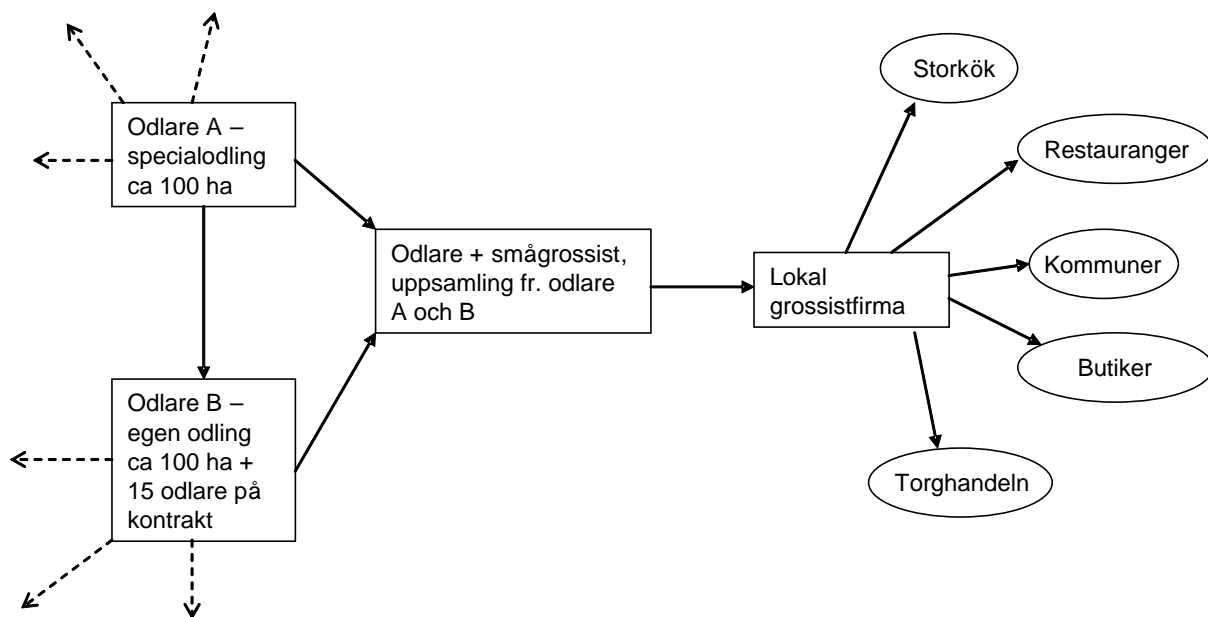 Odlare A –
specialodling
ca 100 ha
Odlare B –
egen odling
ca 100 ha +
15 odlare på
kontrakt
Odlare + smågrossist,
uppsamling fr. odlare
A och B
Lokal
grossistfirma
Storkök
Restauranger
Kommuner
Butiker
Torghandeln